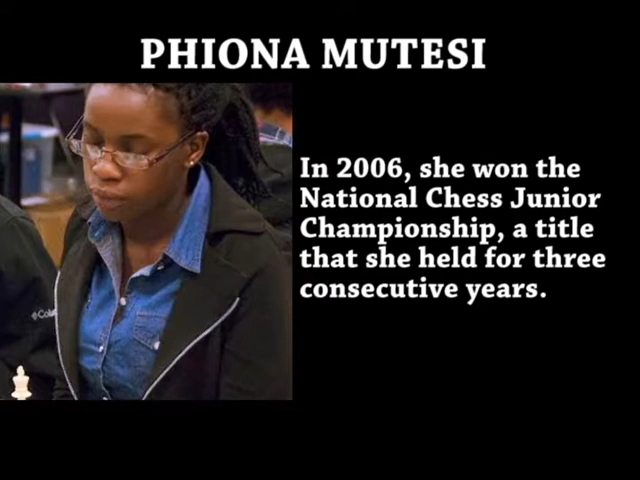 PHIONA MUTESI
In 2006, she won the
National Chess Junior
Championship, a title
that she held for three
consecutive years.